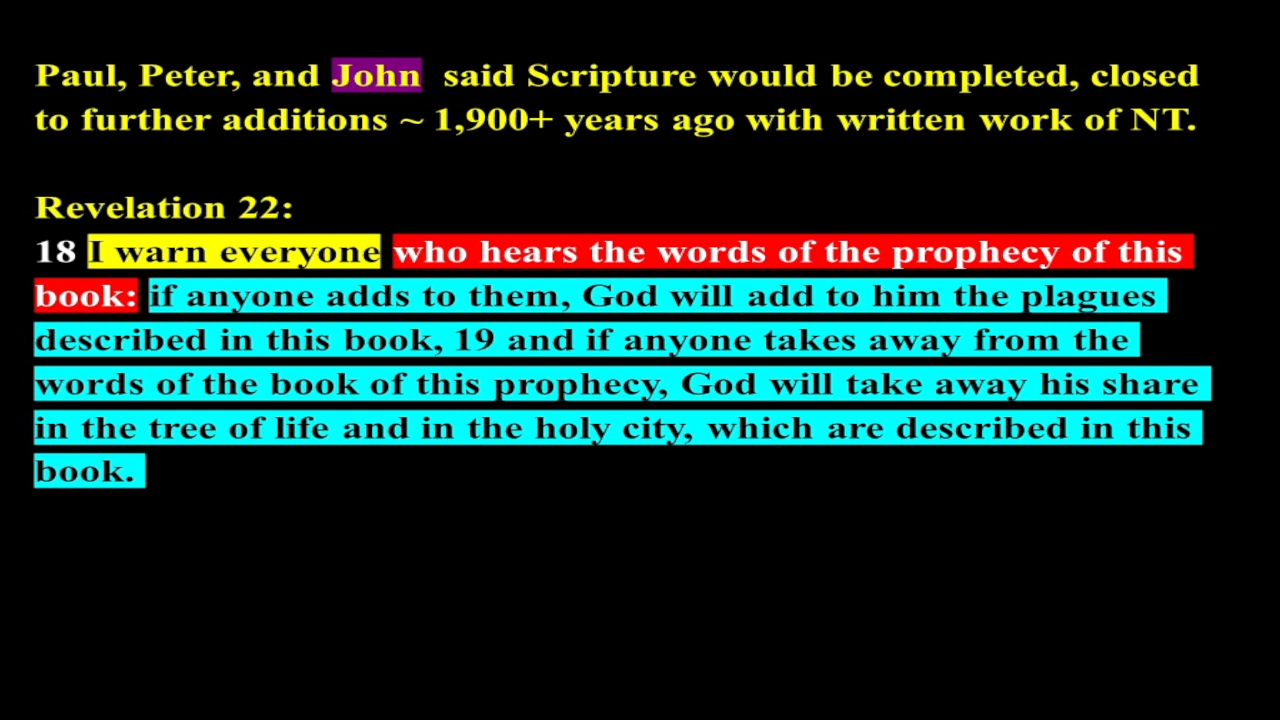 Paul, Peter, and John said Scripture would be completed, closed
to further additions ~ 1,900+ years ago with written work of NT.
Revelation 22:
18 I warn everyone who hears the words of the prophecy of this
book: if anyone adds to them, God will add to him the plagues
described in this book, 19 and if anyone takes away from the
words of the book of this prophecy, God will take away his share
in the tree of life and in the holy city, which are described in this
book.